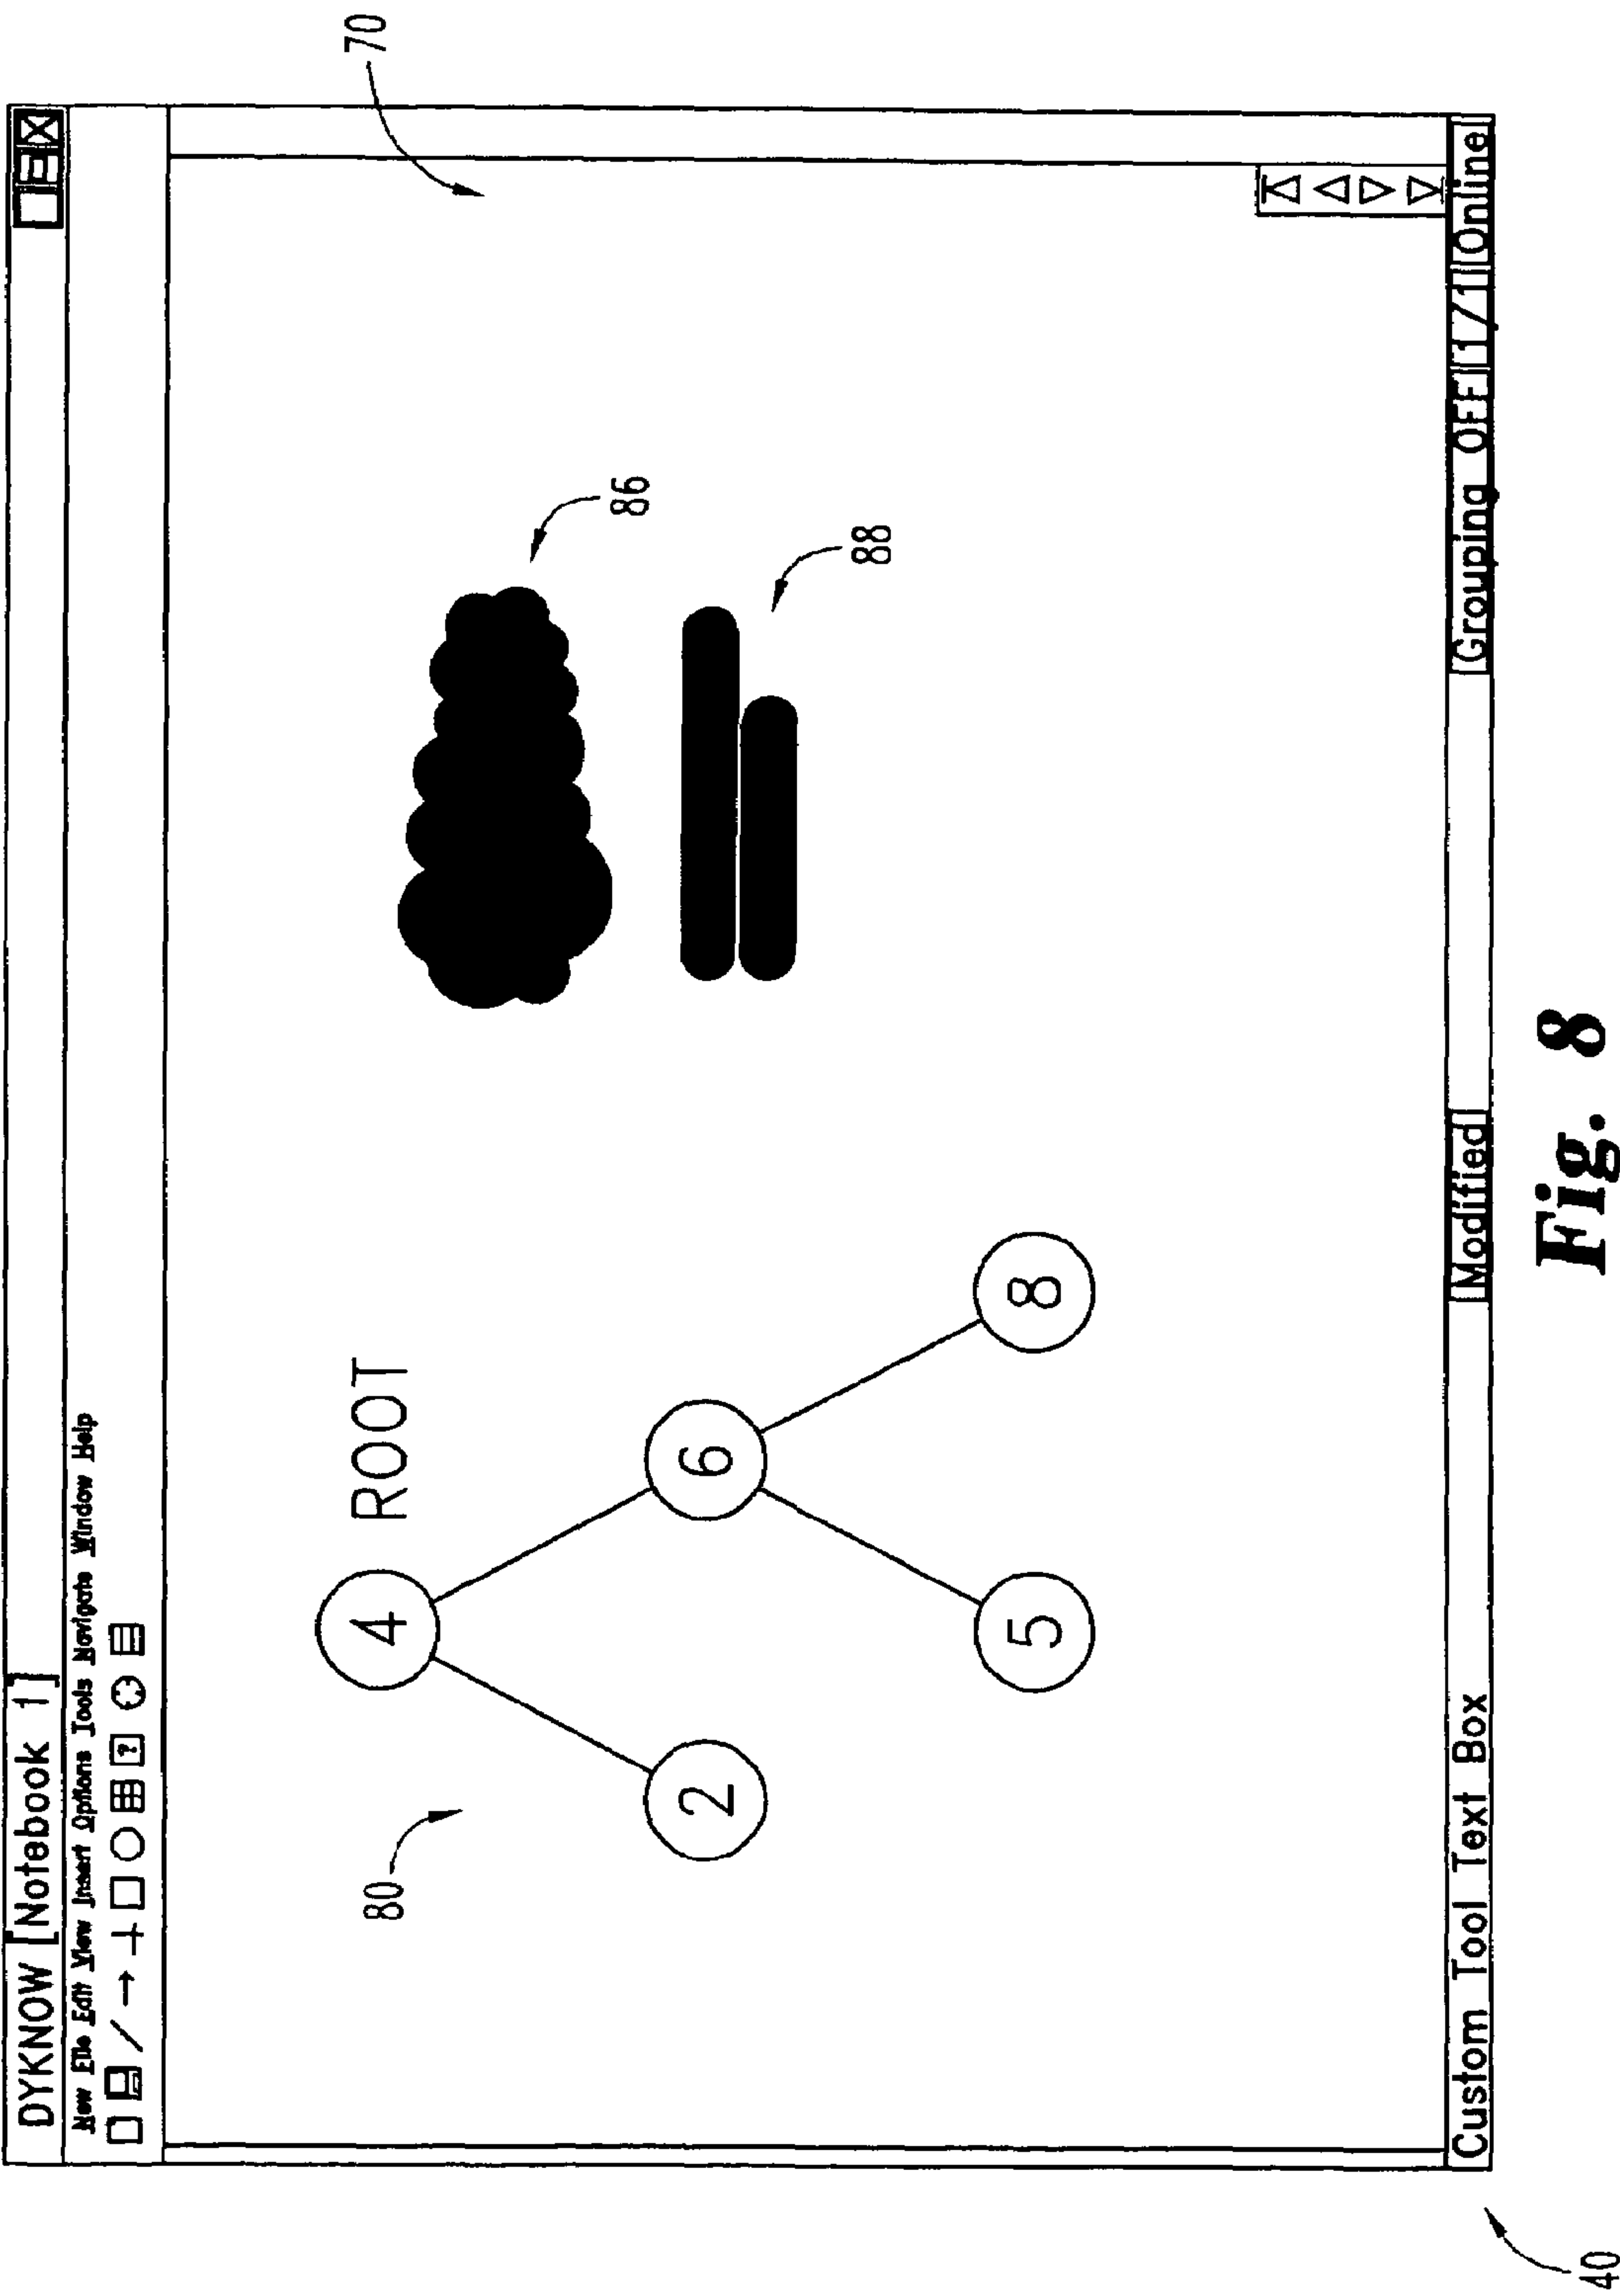 DYKNOW [Notebook 1]
New File Edit View Insert Options Tools Navigate Window Help
?
70
80
4 ROOT
2 6
5 8
86
88
Custom Tool Text Box Modified Grouping OFF 1/1 Online
40
Fig. 8